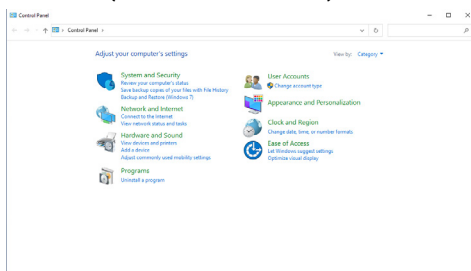 Control Panel
Control Panel
Adjust your computer's settings
View by: Category
System and Security
Review your computer's status
Save backup copies of your files with File History
Backup and Restore (Windows 7)
Network and Internet
Connect to the Internet
View network status and tasks
Hardware and Sound
View devices and printers
Add a device
Adjust commonly used mobility settings
Programs
Uninstall a program
User Accounts
Change account type
Appearance and Personalization
Clock and Region
Change date, time, or number formats
Ease of Access
Let Windows suggest settings
Optimize visual display